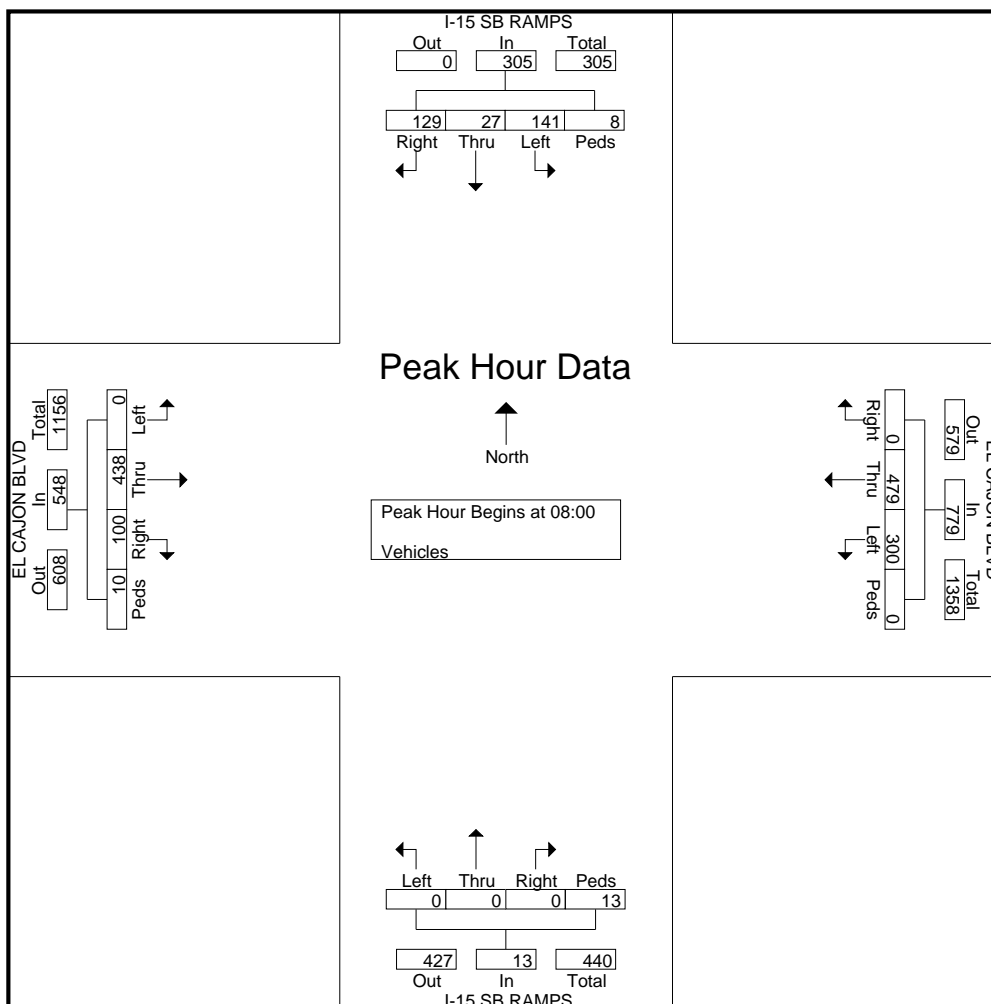 I-15 SB RAMPS
Out In Total
0 305 305
129 27 141 8
Right Thru Left Peds
Peak Hour Data
North
Peak Hour Begins at 08:00
Vehicles
EL CAJON BLVD
Out In Total
608 548 1156
Left Thru Right Peds
0 438 100 10
EL CAJON BLVD
Out In Total
579 779 1358
Right Thru Left Peds
0 479 300 0
Left Thru Right Peds
0 0 0 13
427 13 440
Out In Total
I-15 SB RAMPS